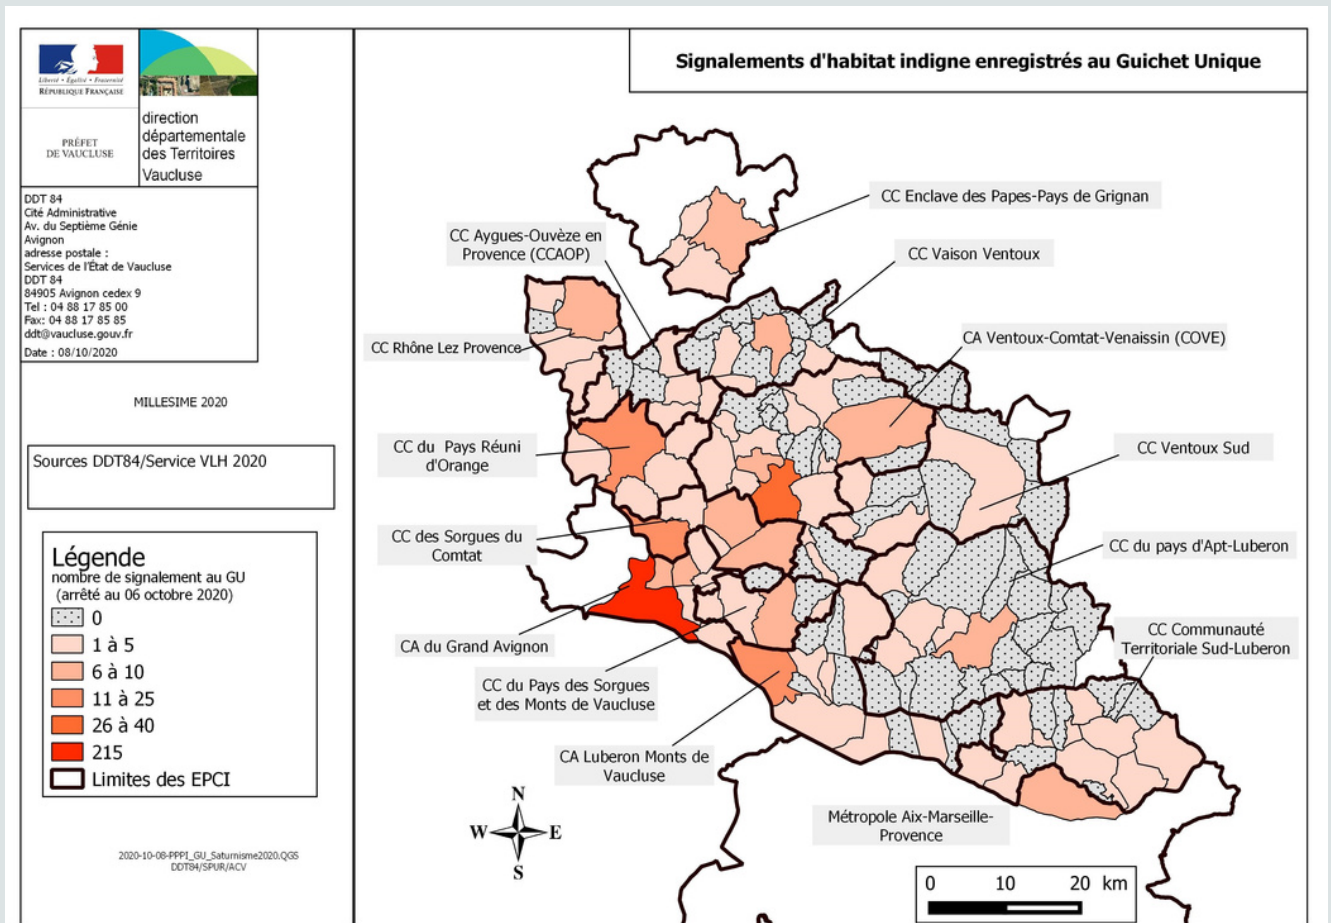 Liberté • Égalité • Fraternité
RÉPUBLIQUE FRANÇAISE
PRÉFET
DE VAUCLUSE
direction
départementale
des Territoires
Vaucluse
DDT 84
Cité Administrative
Av. du Septième Génie
Avignon
adresse postale :
Services de l'État de Vaucluse
DDT 84
84905 Avignon cedex 9
Tel : 04 88 17 85 00
Fax: 04 88 17 85 85
ddt@vaucluse.gouv.fr
Date : 08/10/2020
MILLESIME 2020
Sources DDT84/Service VLH 2020
Légende
nombre de signalement au GU
(arrêté au 06 octobre 2020)
0
1 à 5
6 à 10
11 à 25
26 à 40
215
Limites des EPCI
2020-10-08-PPPI_GU_Saturnisme2020.QGS
DDT84/SPUR/ACV
Signalements d'habitat indigne enregistrés au Guichet Unique
CC Enclave des Papes-Pays de Grignan
CC Aygues-Ouvèze en
Provence (CCAOP)
CC Vaison Ventoux
CC Rhône Lez Provence
CA Ventoux-Comtat-Venaissin (COVE)
CC du Pays Réuni
d'Orange
CC Ventoux Sud
CC des Sorgues du
Comtat
CC du pays d'Apt-Luberon
CA du Grand Avignon
CC Communauté
Territoriale Sud-Luberon
CC du Pays des Sorgues
et des Monts de Vaucluse
CA Luberon Monts de
Vaucluse
Métropole Aix-Marseille-
Provence
N
W E
S
0 10 20 km